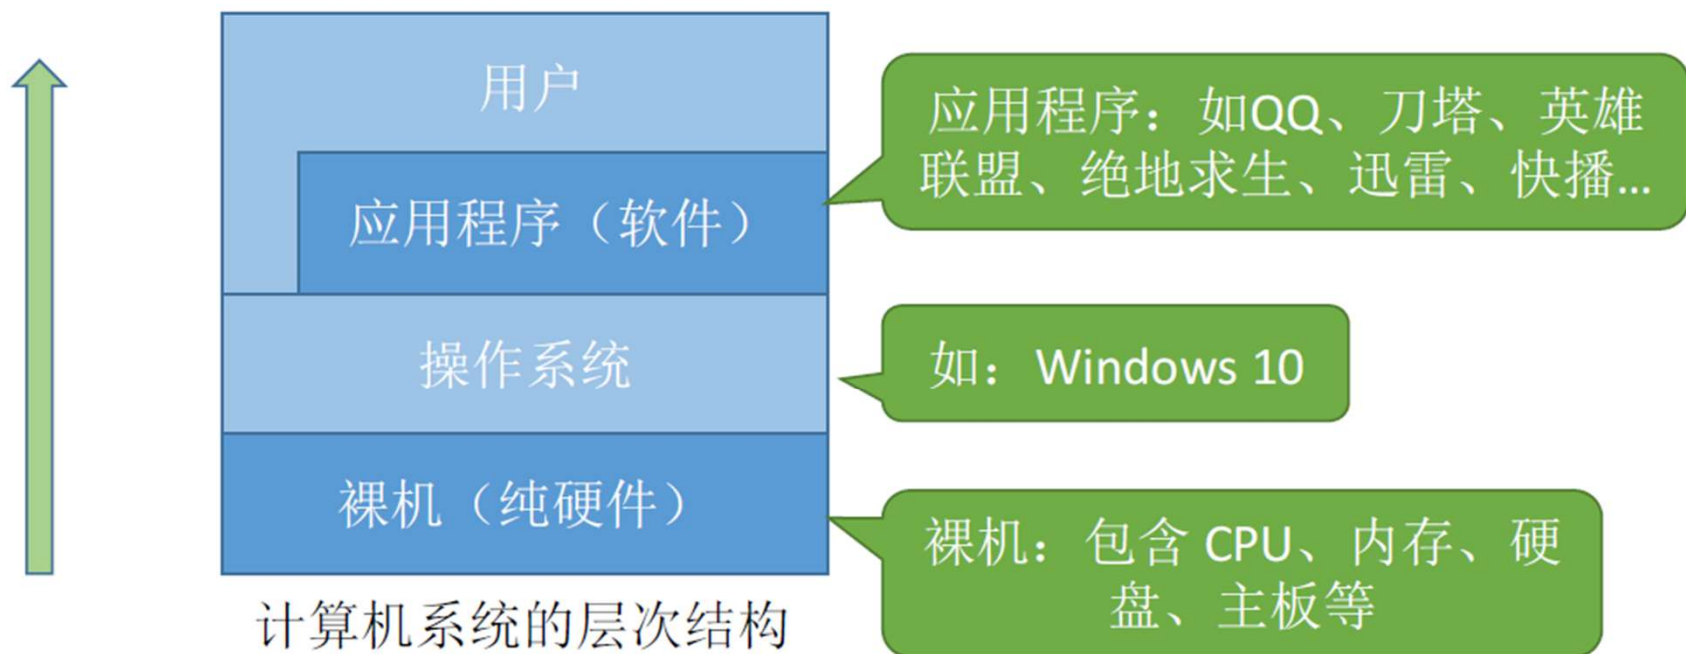 用户
应用程序：如QQ、刀塔、英雄
联盟、绝地求生、迅雷、快播...
应用程序（软件）
操作系统
如：Windows 10
裸机（纯硬件）
裸机：包含 CPU、内存、硬
盘、主板等
计算机系统的层次结构